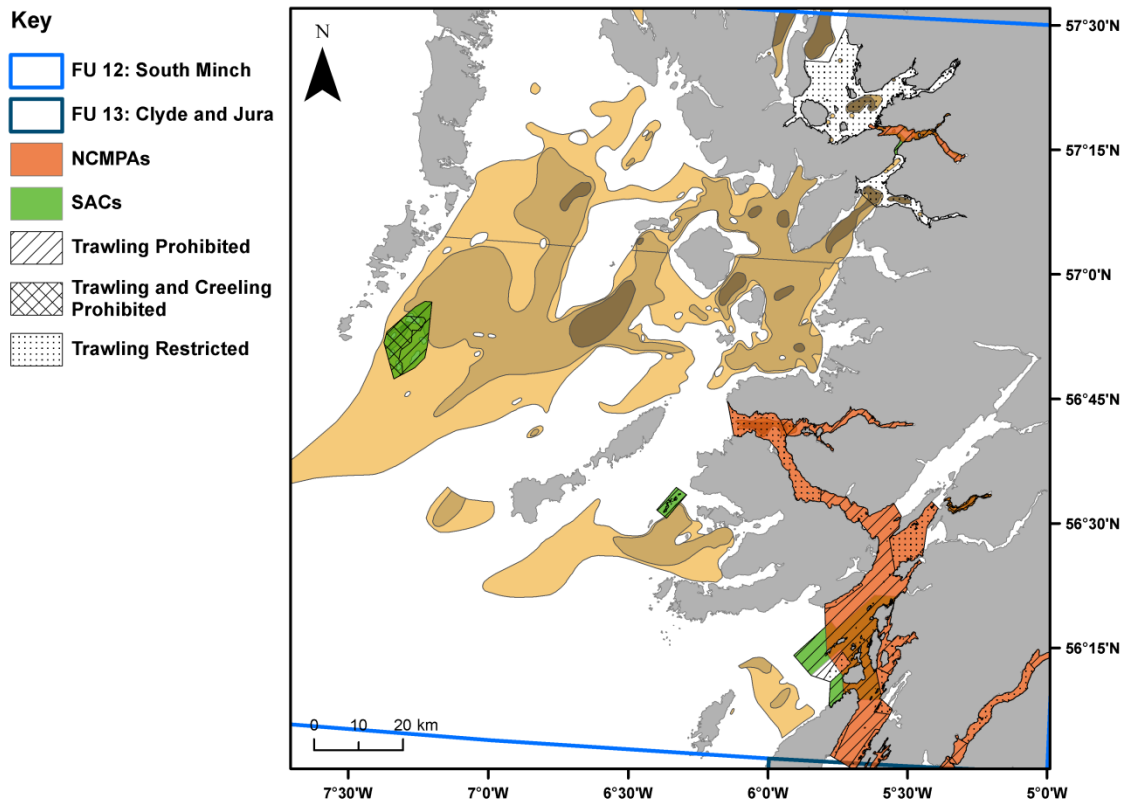 Key
FU 12: South Minch
FU 13: Clyde and Jura
NCMPAs
SACs
Trawling Prohibited
Trawling and Creeling
Prohibited
Trawling Restricted
N
57°30'N
57°15'N
57°0'N
56°45'N
56°30'N
56°15'N
0 10 20 km
7°30'W 7°0'W 6°30'W 6°0'W 5°30'W 5°0'W